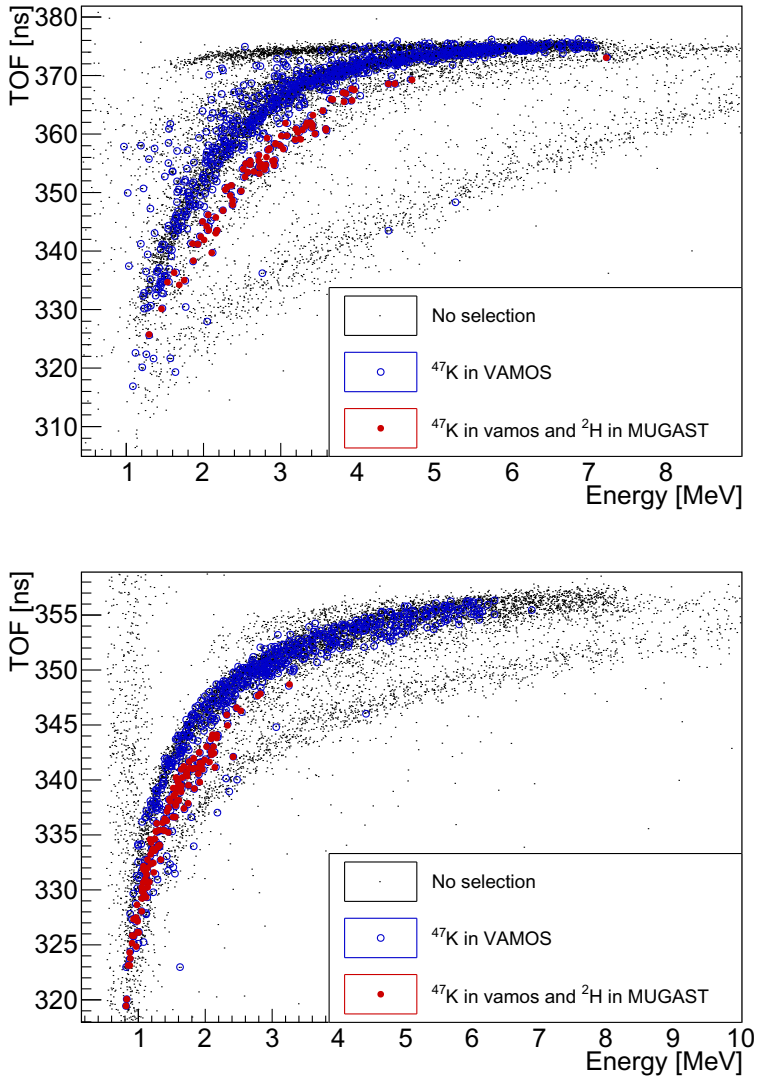 TOF [ns]
380
370
360
350
340
330
320
310
No selection
⁴⁷K in VAMOS
⁴⁷K in vamos and ²H in MUGAST
1 2 3 4 5 6 7 8
Energy [MeV]
TOF [ns]
355
350
345
340
335
330
325
320
No selection
⁴⁷K in VAMOS
⁴⁷K in vamos and ²H in MUGAST
1 2 3 4 5 6 7 8 9 10
Energy [MeV]